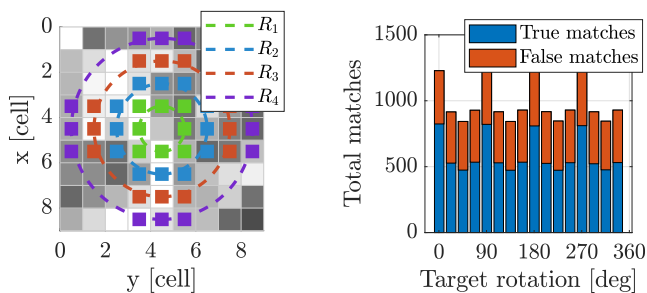 0
2
4
6
8
x [cell]
0 2 4 6 8
y [cell]
R₁
R₂
R₃
R₄
1500
1000
500
0
Total matches
True matches
False matches
0 90 180 270 360
Target rotation [deg]